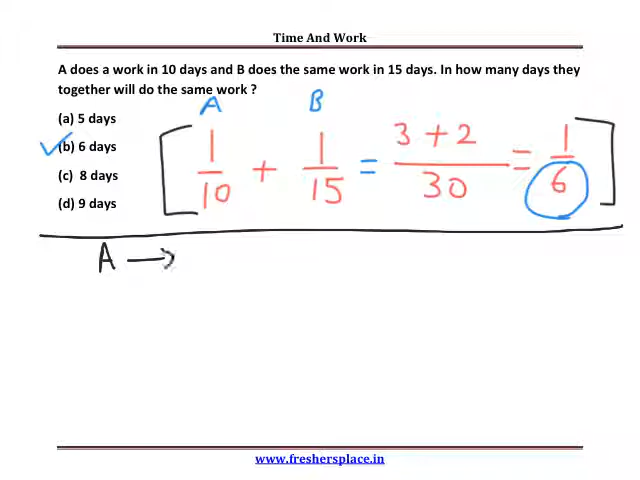 Time And Work
A does a work in 10 days and B does the same work in 15 days. In how many days they
together will do the same work ?
A B
(a) 5 days
(b) 6 days
(c) 8 days
(d) 9 days
[ 1/10 + 1/15 = 3 + 2/30 = 1/6 ]
A →
www.freshersplace.in